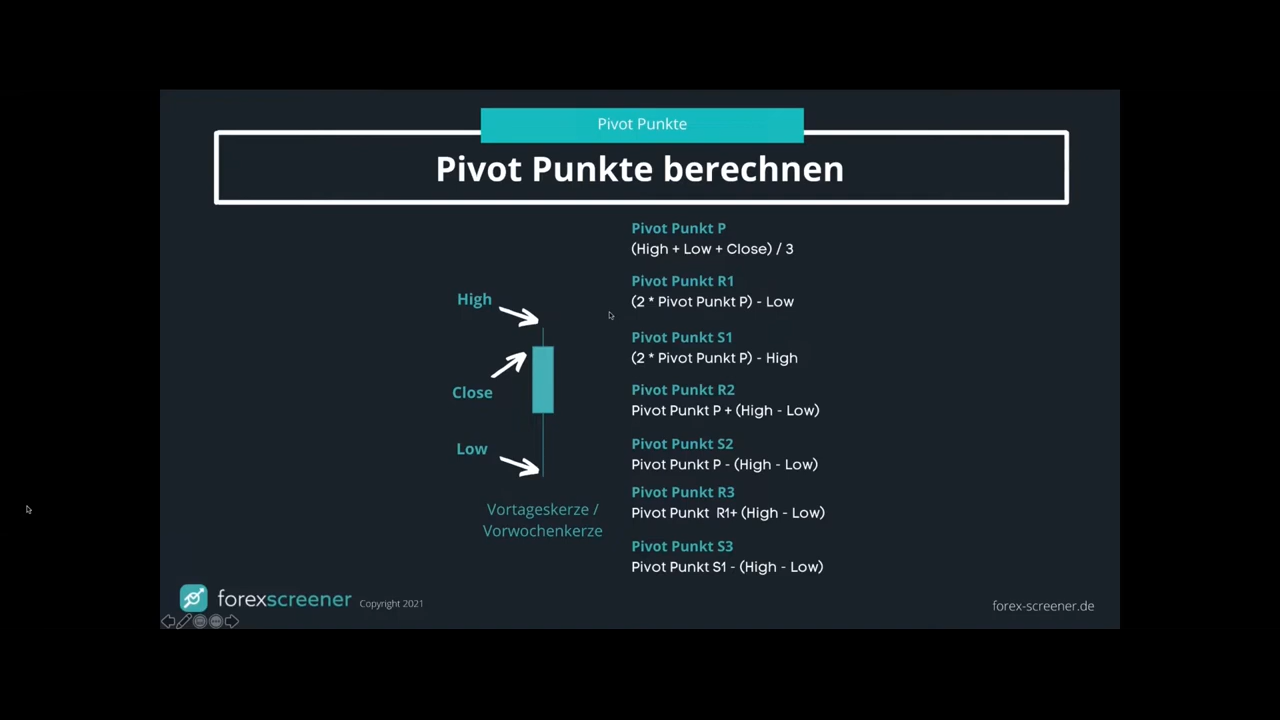 Pivot Punkte
Pivot Punkte berechnen
High
Close
Low
Vortageskerze /
Vorwochenkerze
Pivot Punkt P
(High + Low + Close) / 3
Pivot Punkt R1
(2 * Pivot Punkt P) - Low
Pivot Punkt S1
(2 * Pivot Punkt P) - High
Pivot Punkt R2
Pivot Punkt P + (High - Low)
Pivot Punkt S2
Pivot Punkt P - (High - Low)
Pivot Punkt R3
Pivot Punkt  R1+ (High - Low)
Pivot Punkt S3
Pivot Punkt S1 - (High - Low)
forexscreener Copyright 2021
forex-screener.de